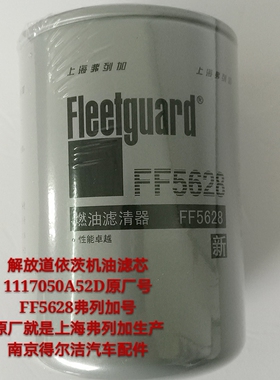 上海弗列加
Fleetguard®
FF5628
燃油滤清器 FF5628
性能卓越
新
解放道依茨机油滤芯
1117050A52D原厂号
FF5628弗列加号
原厂就是上海弗列加生产
南京得尔洁汽车配件